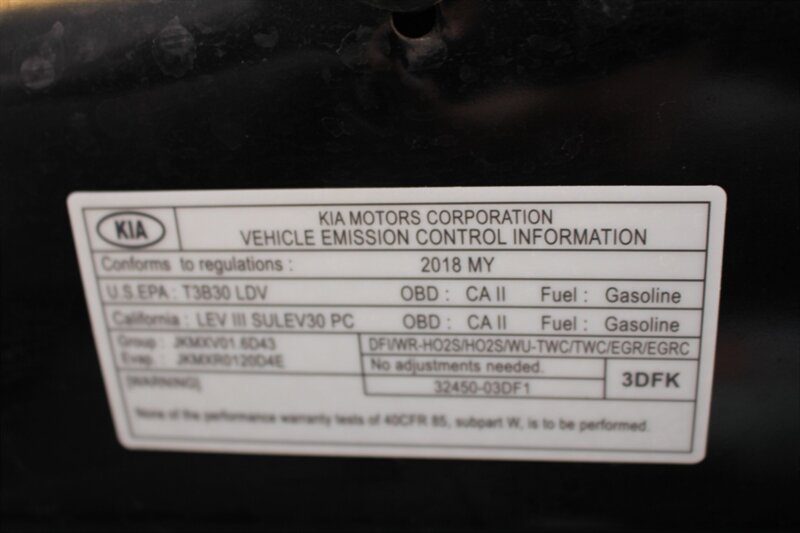 KIA
KIA MOTORS CORPORATION
VEHICLE EMISSION CONTROL INFORMATION
Conforms to regulations : 2018 MY
U.S.EPA : T3B30 LDV OBD : CA II Fuel : Gasoline
California : LEV III SULEV30 PC OBD : CA II Fuel : Gasoline
Group : JKMXV01.6D43 DFI/WR-HO2S/HO2S/WU-TWC/TWC/EGR/EGRC
Evap. : JKMXR0120D4E No adjustments needed.
[WARNING] 32450-03DF1 3DFK
None of the performance warranty tests of 40CFR 85, subpart W, is to be performed.